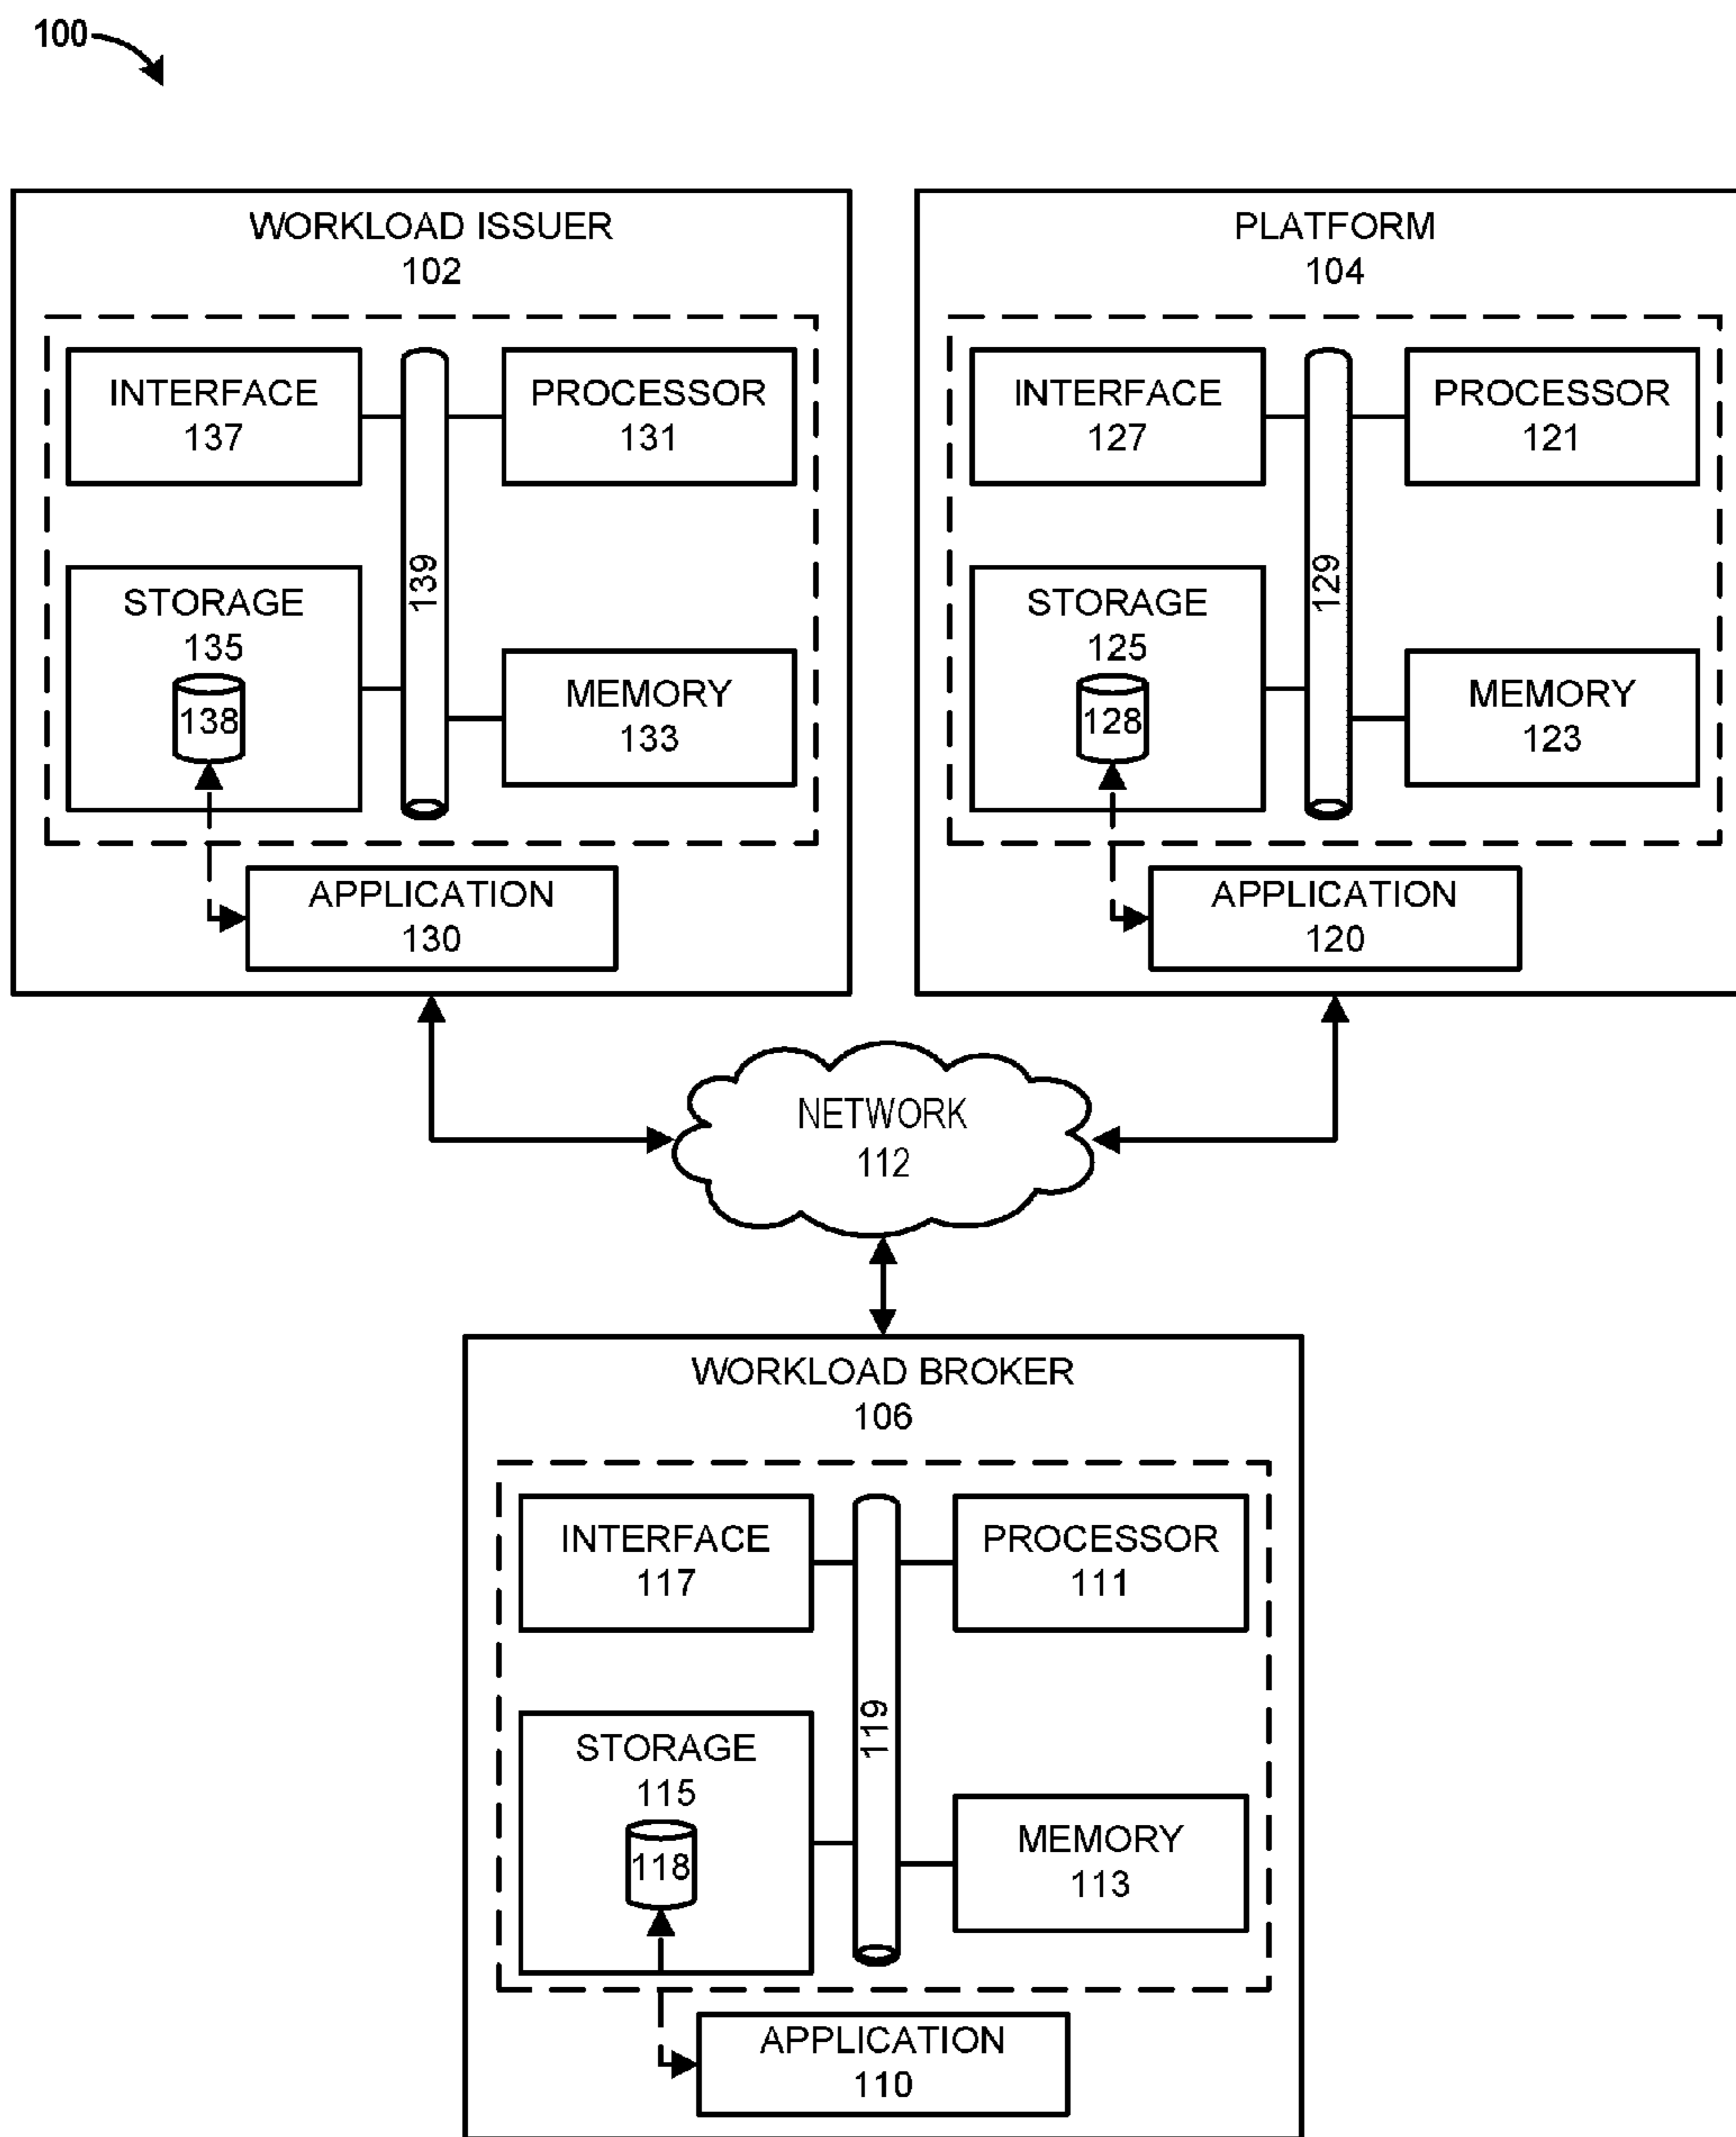 100
WORKLOAD ISSUER
102
INTERFACE
137
PROCESSOR
131
139
STORAGE
135
138
MEMORY
133
APPLICATION
130
PLATFORM
104
INTERFACE
127
PROCESSOR
121
129
STORAGE
125
128
MEMORY
123
APPLICATION
120
NETWORK
112
WORKLOAD BROKER
106
INTERFACE
117
PROCESSOR
111
119
STORAGE
115
118
MEMORY
113
APPLICATION
110